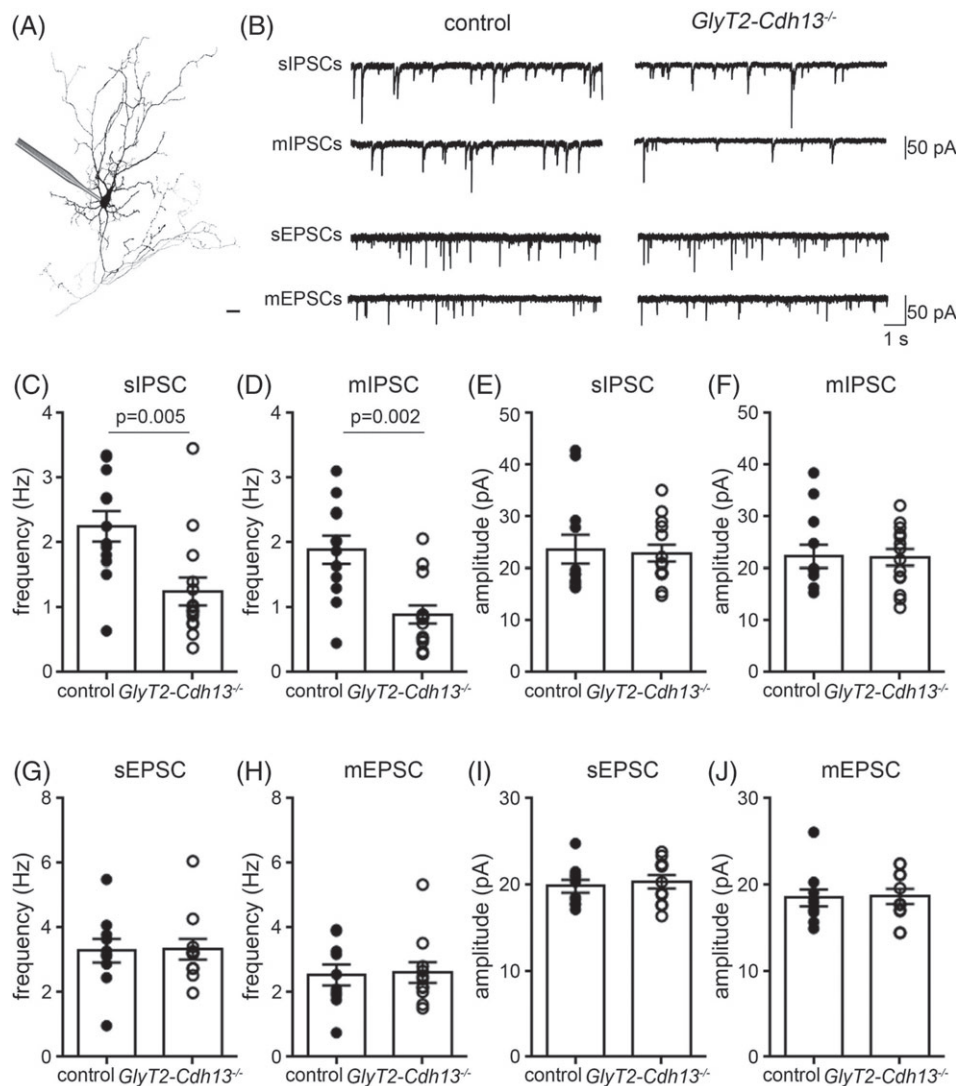 (A)
(B)
control
GlyT2-Cdh13-/-
sIPSCs
mIPSCs
50 pA
sEPSCs
mEPSCs
50 pA
1 s
(C) sIPSC
p=0.005
frequency (Hz)
4
3
2
1
0
control GlyT2-Cdh13-/-
(D) mIPSC
p=0.002
frequency (Hz)
4
3
2
1
0
control GlyT2-Cdh13-/-
(E) sIPSC
amplitude (pA)
50
40
30
20
10
0
control GlyT2-Cdh13-/-
(F) mIPSC
amplitude (pA)
50
40
30
20
10
0
control GlyT2-Cdh13-/-
(G) sEPSC
frequency (Hz)
8
6
4
2
0
control GlyT2-Cdh13-/-
(H) mEPSC
frequency (Hz)
8
6
4
2
0
control GlyT2-Cdh13-/-
(I) sEPSC
amplitude (pA)
30
20
10
0
control GlyT2-Cdh13-/-
(J) mEPSC
amplitude (pA)
30
20
10
0
control GlyT2-Cdh13-/-